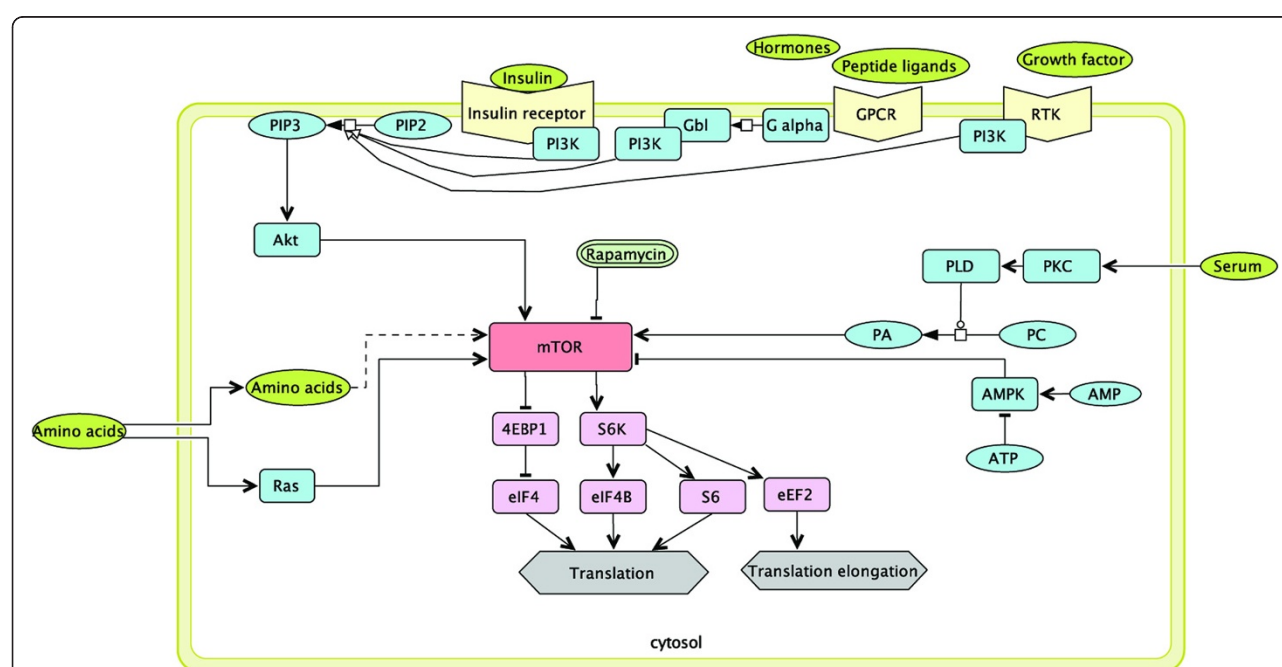 Hormones
Peptide ligands
Growth factor
Insulin
Insulin receptor
PIP3
PIP2
PI3K
PI3K
Gbl
G alpha
GPCR
PI3K
RTK
Akt
Rapamycin
PLD
PKC
Serum
mTOR
PA
PC
Amino acids
AMPK
AMP
Amino acids
4EBP1
S6K
ATP
Ras
eIF4
eIF4B
S6
eEF2
Translation
Translation elongation
cytosol